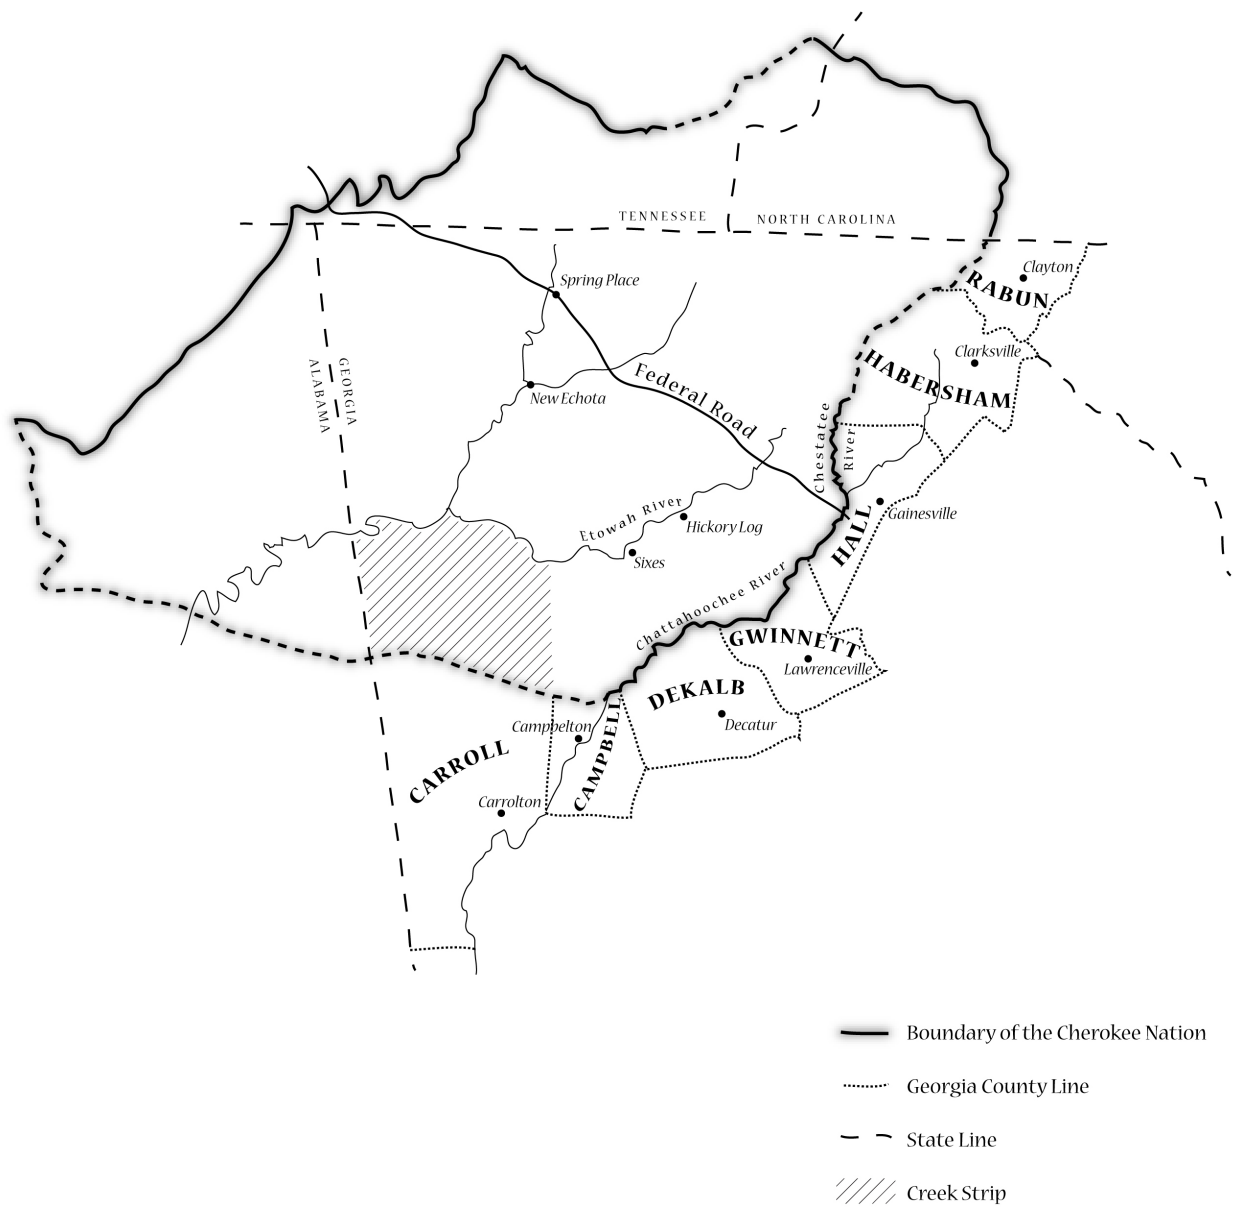 TENNESSEE
NORTH CAROLINA
Clayton
RABUN
Spring Place
GEORGIA
ALABAMA
Clarksville
HABERSHAM
Federal Road
New Echota
Chestatee
River
Etowah River
Hickory Log
Sixes
Gainesville
HALL
Chattahoochee River
GWINNETT
Lawrenceville
DEKALB
Decatur
Campbelton
CAMPBELL
CARROLL
Carrolton
Boundary of the Cherokee Nation
Georgia County Line
State Line
Creek Strip